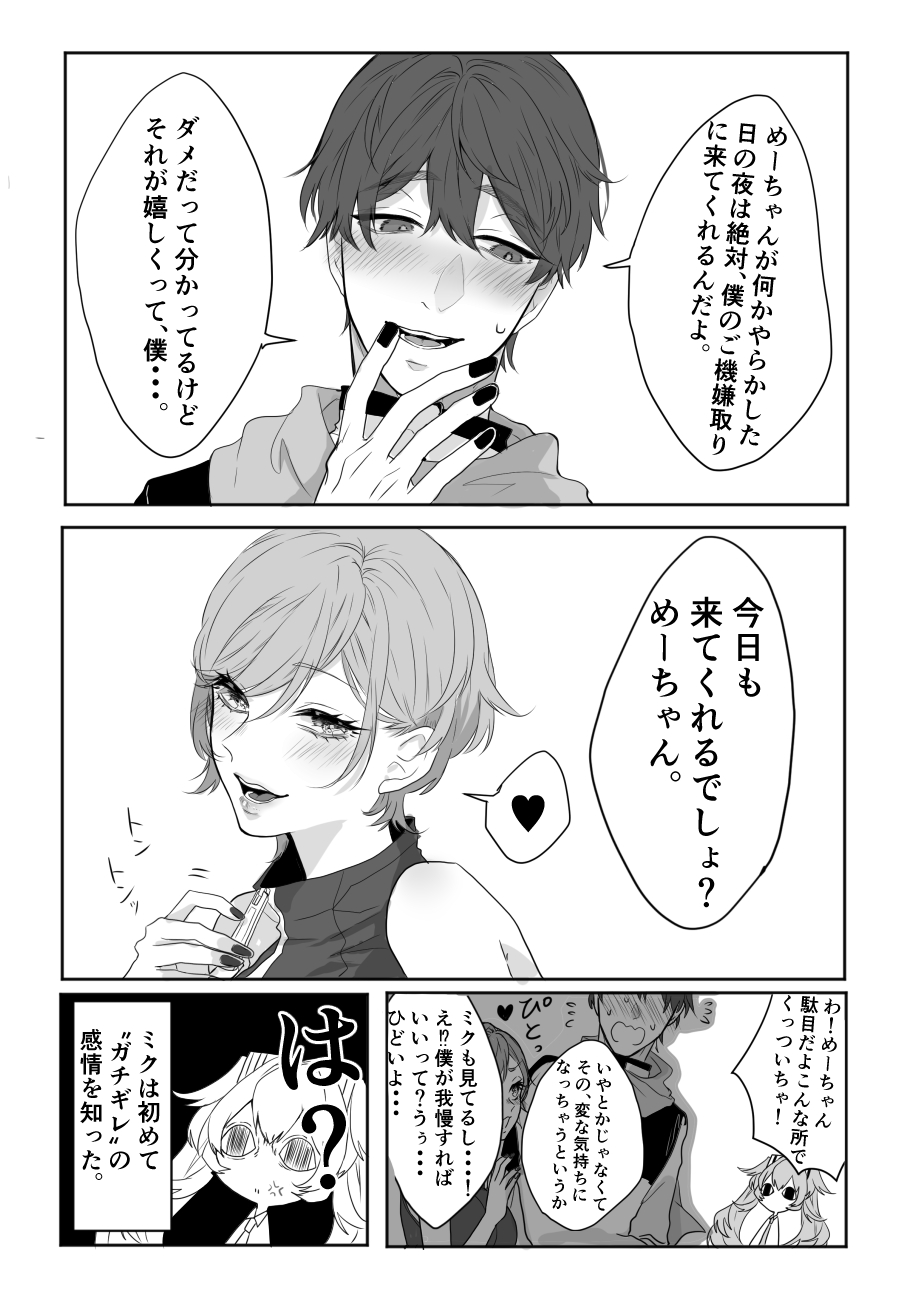 めーちゃんが何かやらかした
日の夜は絶対、僕のご機嫌取り
に来てくれるんだよ。
ダメだって分かってるけど
それが嬉しくって、僕・・・。
今日も
来てくれるでしょ？
めーちゃん。
♥
トントンッ
わ！めーちゃん
駄目だよこんな所で
くっついちゃ！
いやとかじゃなくて
その、変な気持ちに
なっちゃうというか
ぴとっ
♥
ミクも見てるし・・・・！
え⁉僕が我慢すれば
いいって？うぅ・・・・
ひどいよ・・・
は？
ミクは初めて
“ガチギレ”の
感情を知った。